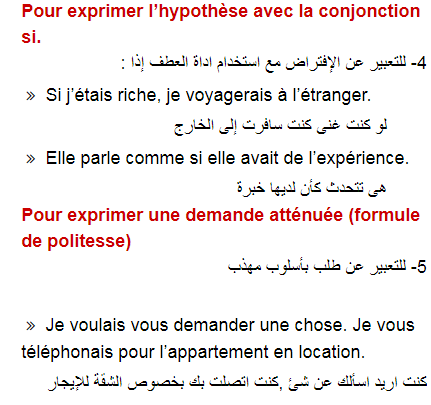 Pour exprimer l’hypothèse avec la conjonction
si.
4- للتعبير عن الإفتراض مع استخدام اداة العطف إذا :
» Si j’étais riche, je voyagerais à l’étranger.
لو كنت غنى كنت سافرت إلى الخارج
» Elle parle comme si elle avait de l’expérience.
هى تتحدث كأن لديها خبرة
Pour exprimer une demande atténuée (formule
de politesse)
5- للتعبير عن طلب بأسلوب مهذب
» Je voulais vous demander une chose. Je vous
téléphonais pour l’appartement en location.
كنت اريد اسألك عن شئ ,كنت اتصلت بك بخصوص الشقة للإيجار